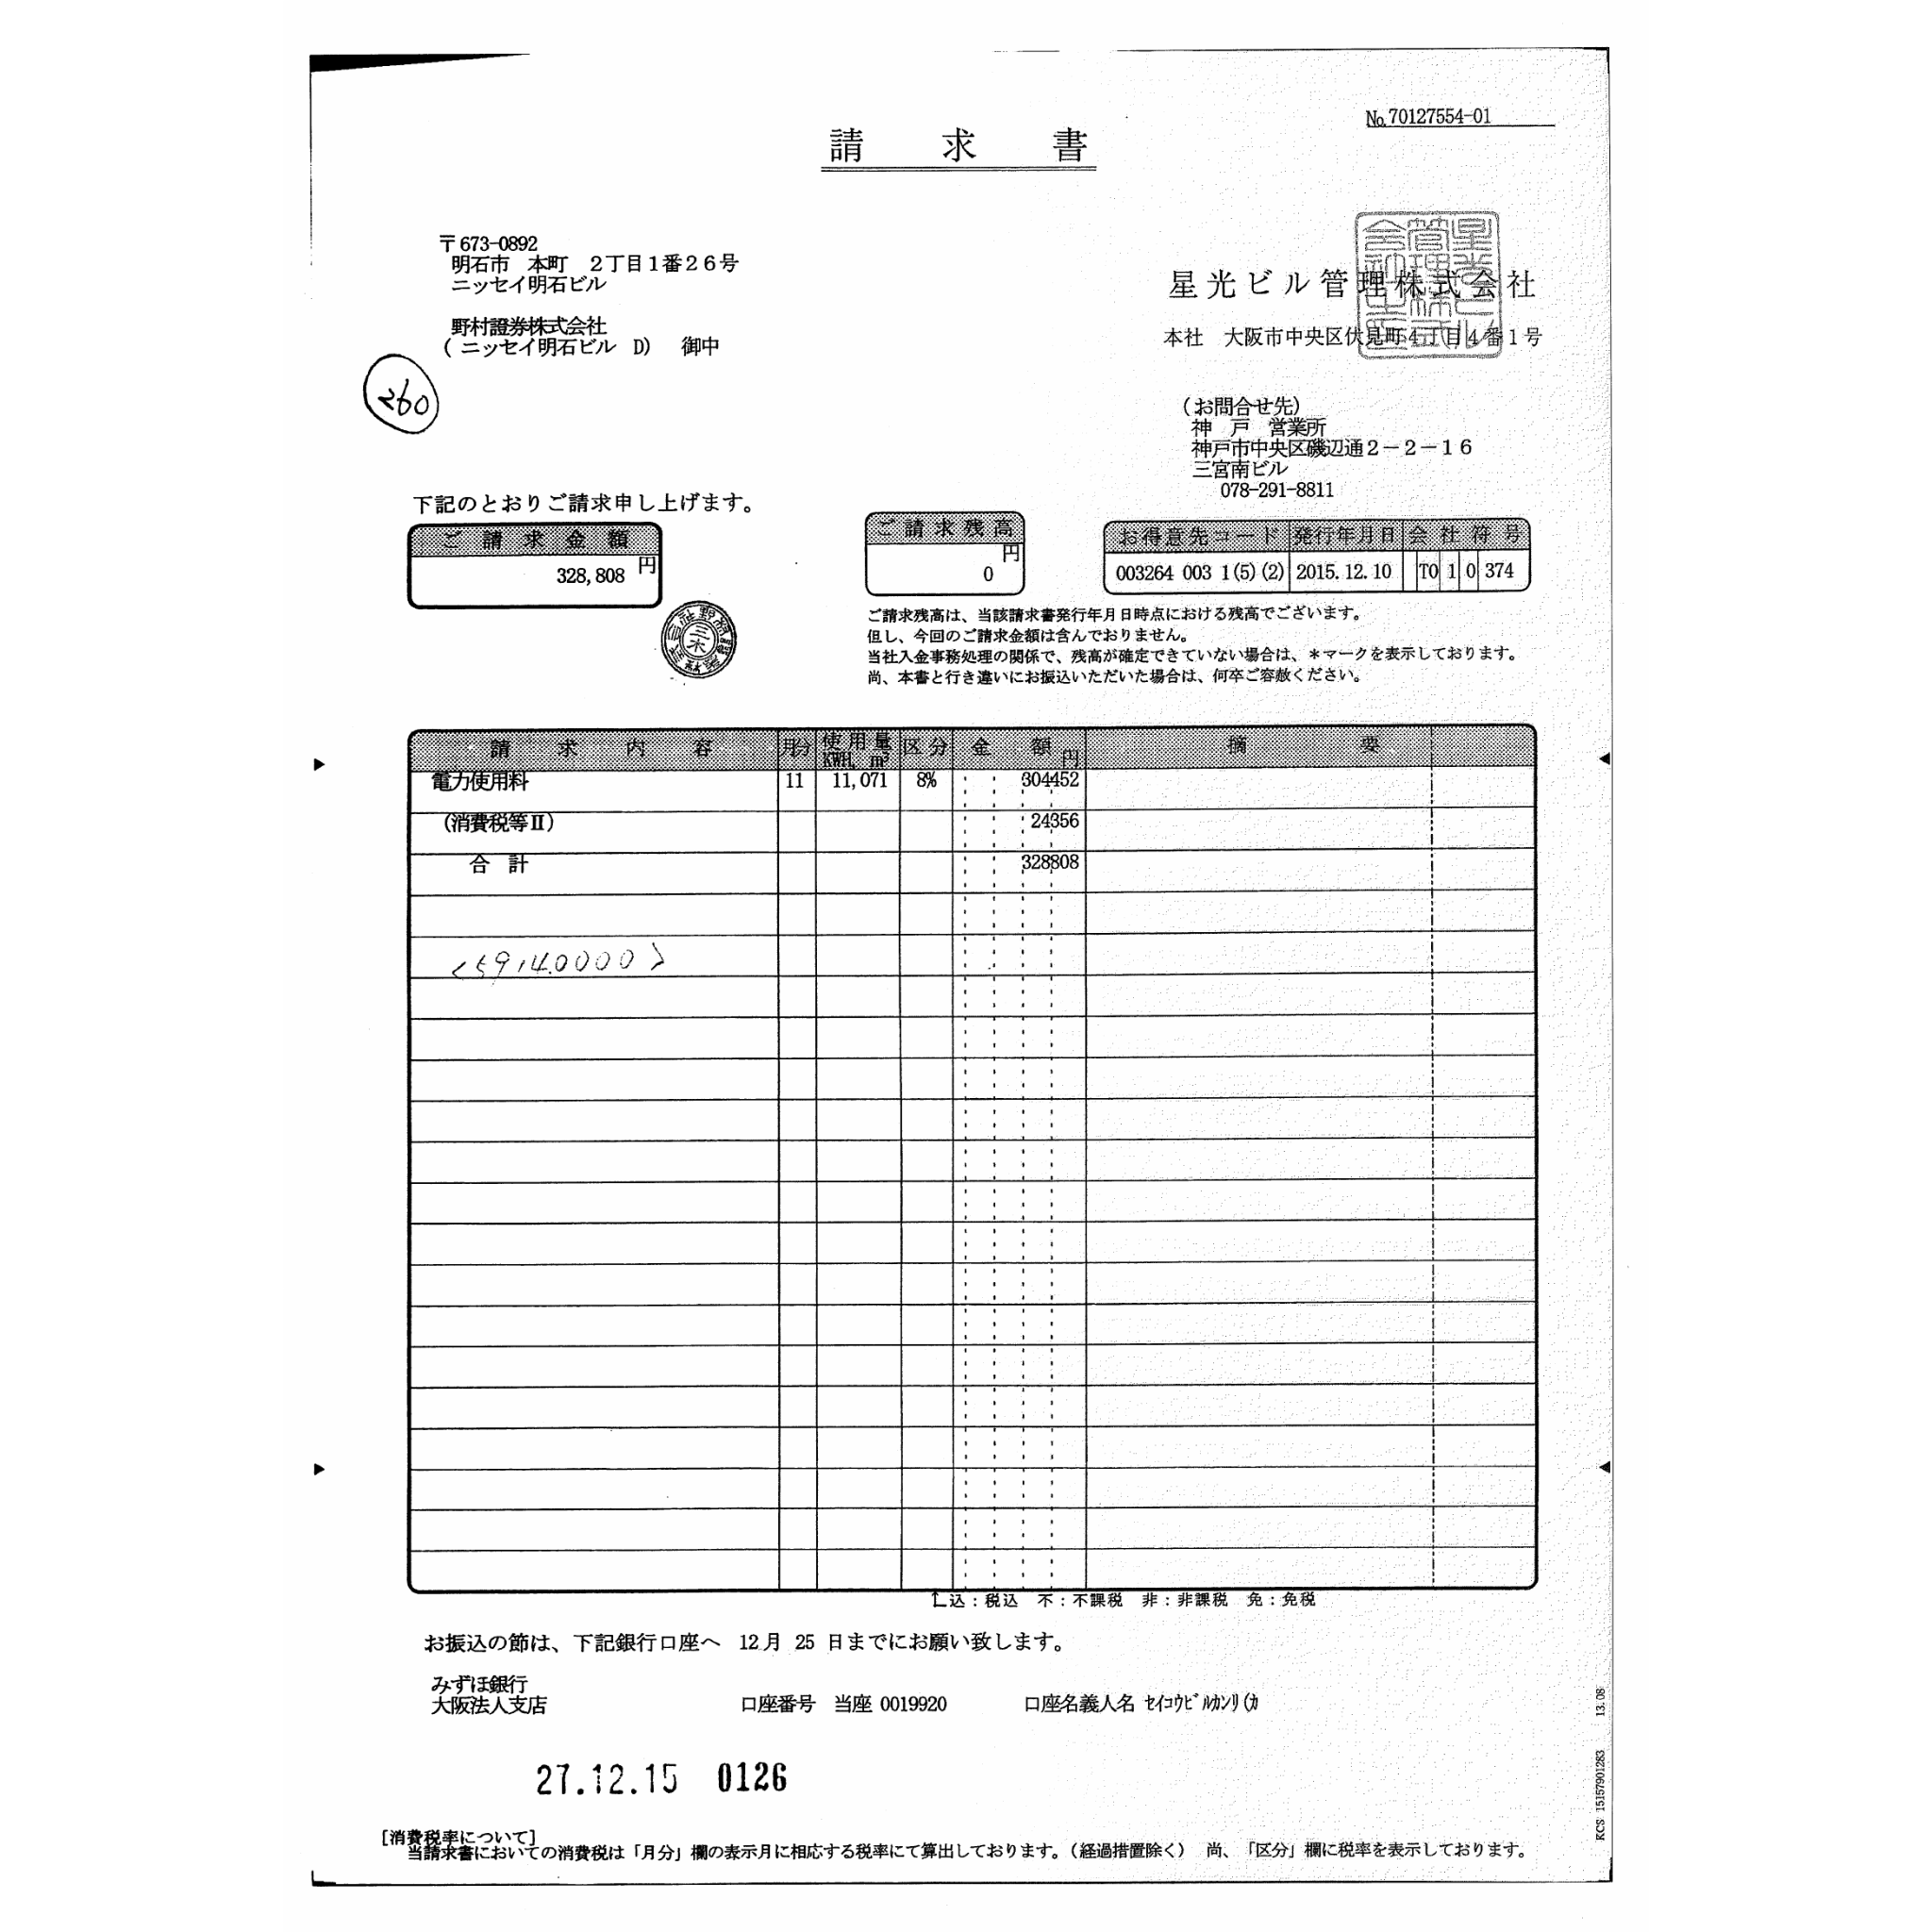 No.70127554-01
請求書
〒673-0892
明石市 本町 2丁目1番26号
ニッセイ明石ビル
野村證券株式会社
( ニッセイ明石ビル D) 御中
260
星光ビル管理株式会社
本社 大阪市中央区伏見町4丁目4番1号
(お問合せ先)
神 戸 営業所
神戸市中央区磯辺通2-2-16
三宮南ビル
078-291-8811
下記のとおりご請求申し上げます。
ご請求金額
328,808 円
ご請求残高
円
0
お得意先コード 発行年月日 会社符号
003264 003 1(5)(2) 2015.12.10 TO 1 0 374
ご請求残高は、当該請求書発行年月日時点における残高でございます。
但し、今回のご請求金額は含んでおりません。
当社入金事務処理の関係で、残高が確定できていない場合は、*マークを表示しております。
尚、本書と行き違いにお振込いただいた場合は、何卒ご容赦ください。
請求内容 月分 使用量 KWH, m³ 区分 金額 円 摘要
電力使用料 11 11,071 8% 304452
(消費税等Ⅱ) 24356
合 計 328808
込:税込 不:不課税 非:非課税 免:免税
お振込の節は、下記銀行口座へ 12月 25 日までにお願い致します。
みずほ銀行
大阪法人支店 口座番号 当座 0019920 口座名義人名 セイコウビルカンリ(カ
27.12.15 0126
[消費税率について]
当請求書においての消費税は「月分」欄の表示月に相応する税率にて算出しております。(経過措置除く) 尚、「区分」欄に税率を表示しております。
KCS 15157901283 13.08